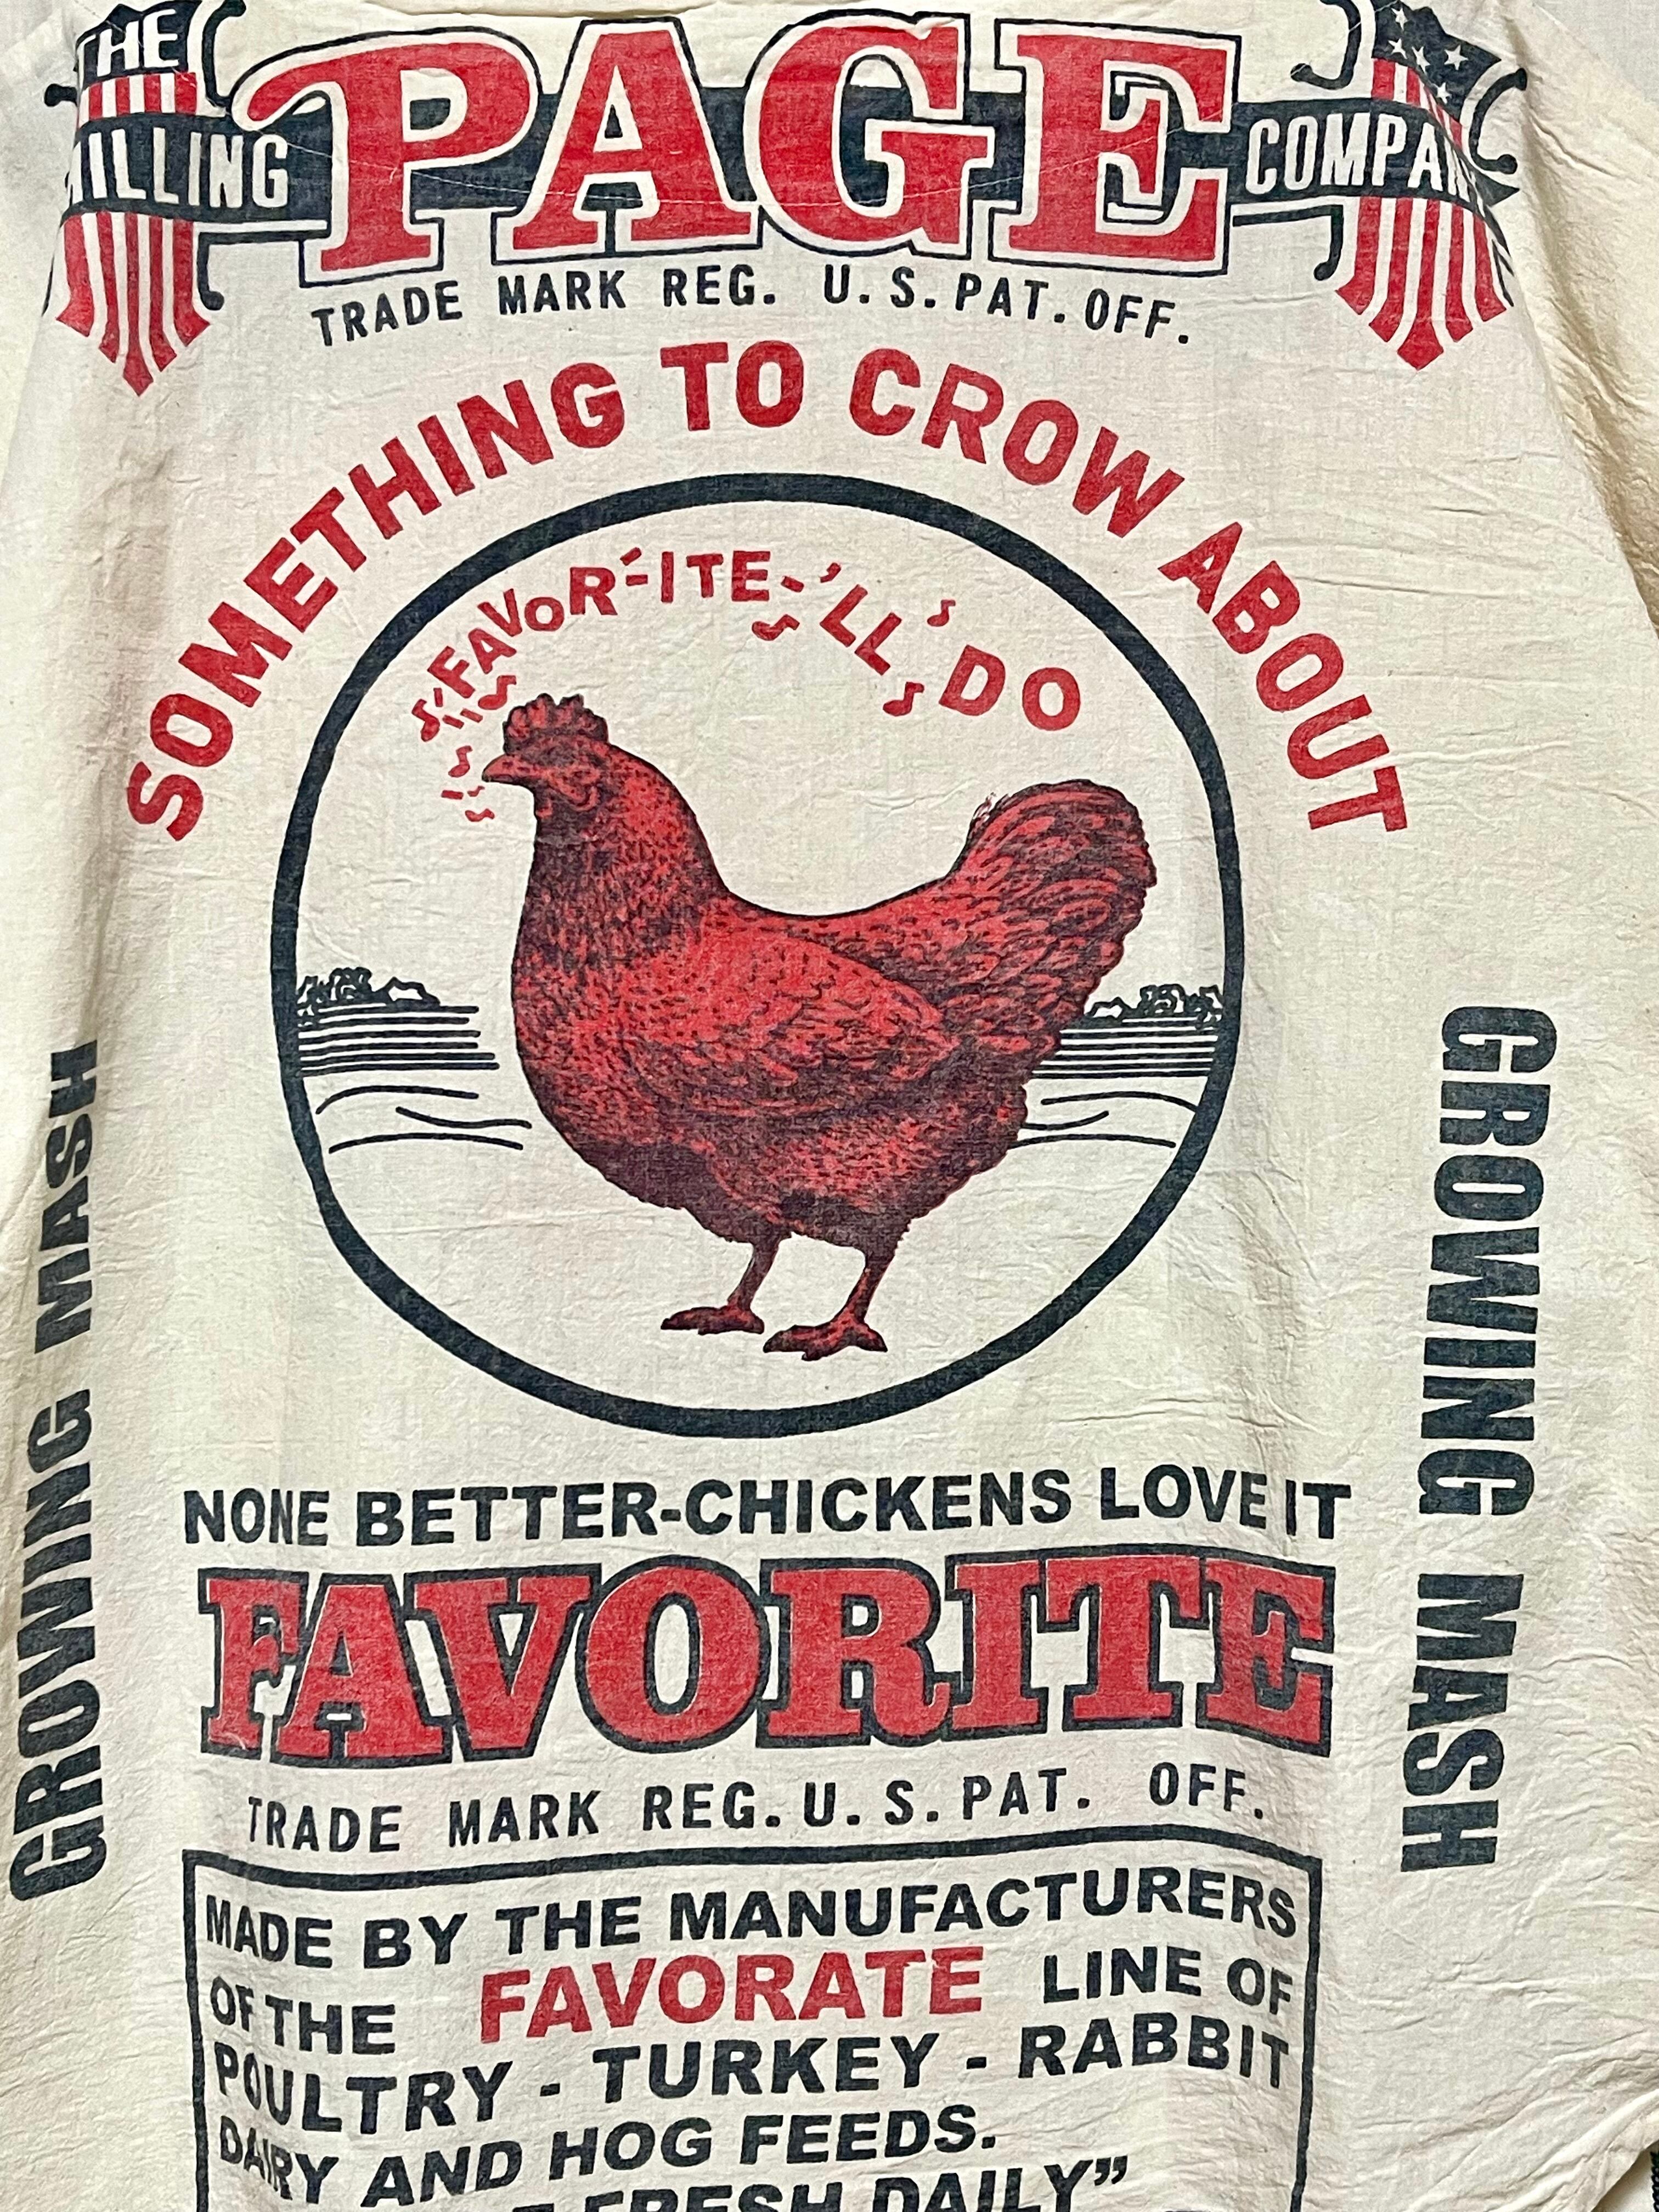 THE
PAGE
MILLING COMPANY
TRADE MARK REG. U.S. PAT. OFF.
SOMETHING TO CROW ABOUT
FAVOR-ITE-'LL DO
GROWING MASH
GROWING MASH
NONE BETTER-CHICKENS LOVE IT
FAVORITE
TRADE MARK REG. U.S. PAT. OFF.
MADE BY THE MANUFACTURERS
OF THE FAVORATE LINE OF
POULTRY - TURKEY - RABBIT
DAIRY AND HOG FEEDS.
FRESH DAILY”